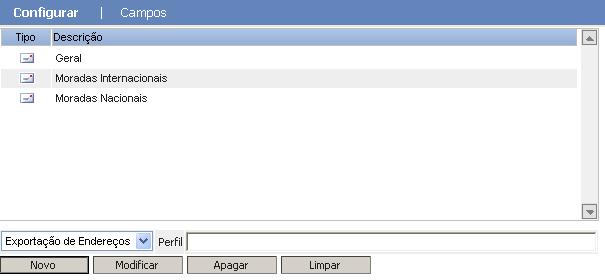 Configurar | Campos
Tipo Descrição
Geral
Moradas Internacionais
Moradas Nacionais
Exportação de Endereços Perfil
Novo Modificar Apagar Limpar